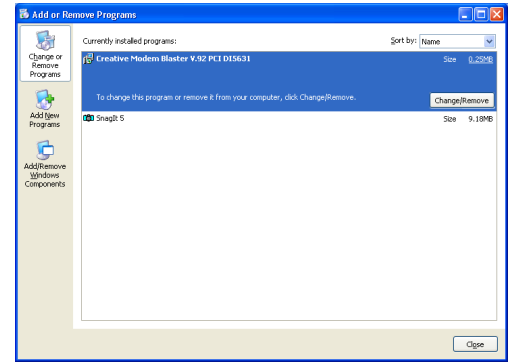 Add or Remove Programs
Change or
Remove
Programs
Add New
Programs
Add/Remove
Windows
Components
Currently installed programs:
Sort by: Name
Creative Modem Blaster V.92 PCI DI5631
Size 0.25MB
To change this program or remove it from your computer, click Change/Remove.
Change/Remove
SnagIt 5
Size 9.18MB
Close